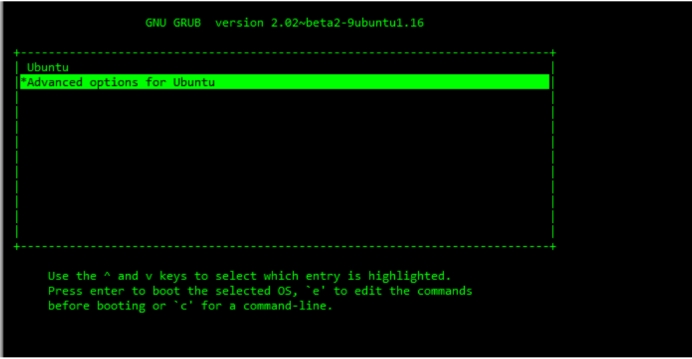 GNU GRUB  version 2.02~beta2-9ubuntu1.16
Ubuntu
*Advanced options for Ubuntu
Use the ^ and v keys to select which entry is highlighted.
Press enter to boot the selected OS, `e' to edit the commands
before booting or `c' for a command-line.